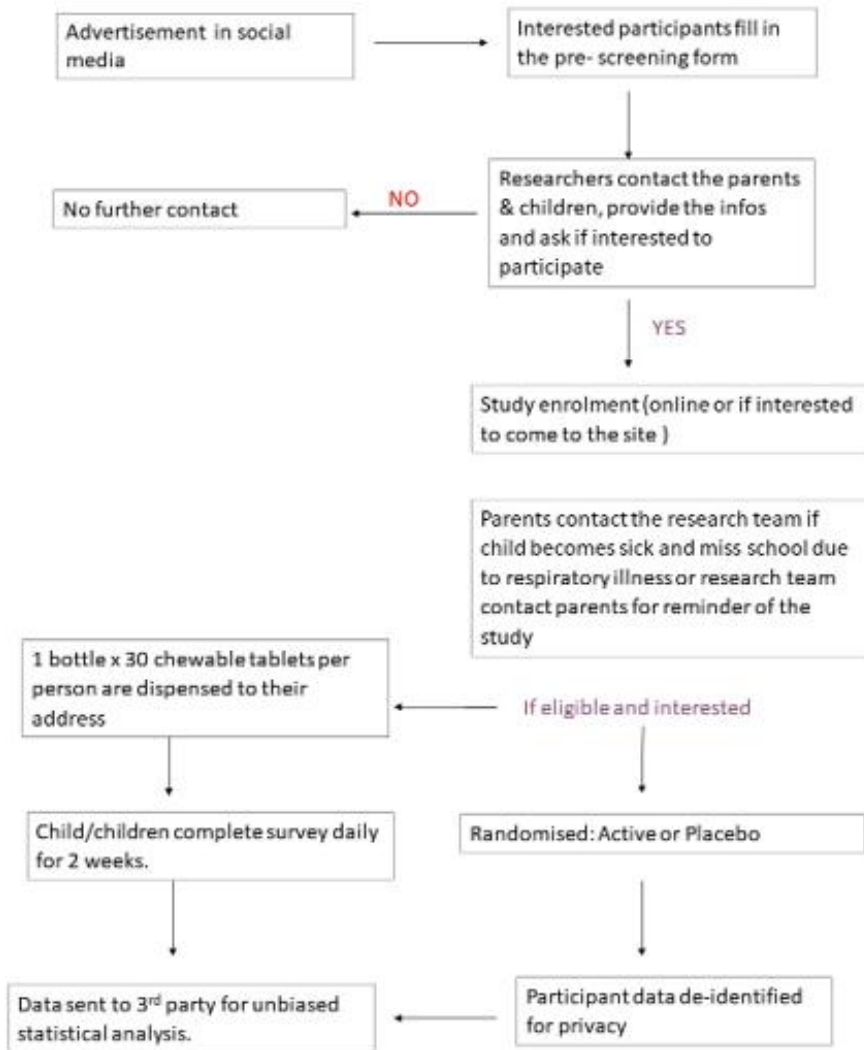 Advertisement in social
media
Interested participants fill in
the pre- screening form
Researchers contact the parents
& children, provide the infos
and ask if interested to
participate
NO
No further contact
YES
Study enrolment (online or if interested
to come to the site )
Parents contact the research team if
child becomes sick and miss school due
to respiratory illness or research team
contact parents for reminder of the
study
If eligible and interested
1 bottle x 30 chewable tablets per
person are dispensed to their
address
Child/children complete survey daily
for 2 weeks.
Randomised: Active or Placebo
Participant data de-identified
for privacy
Data sent to 3rd party for unbiased
statistical analysis.